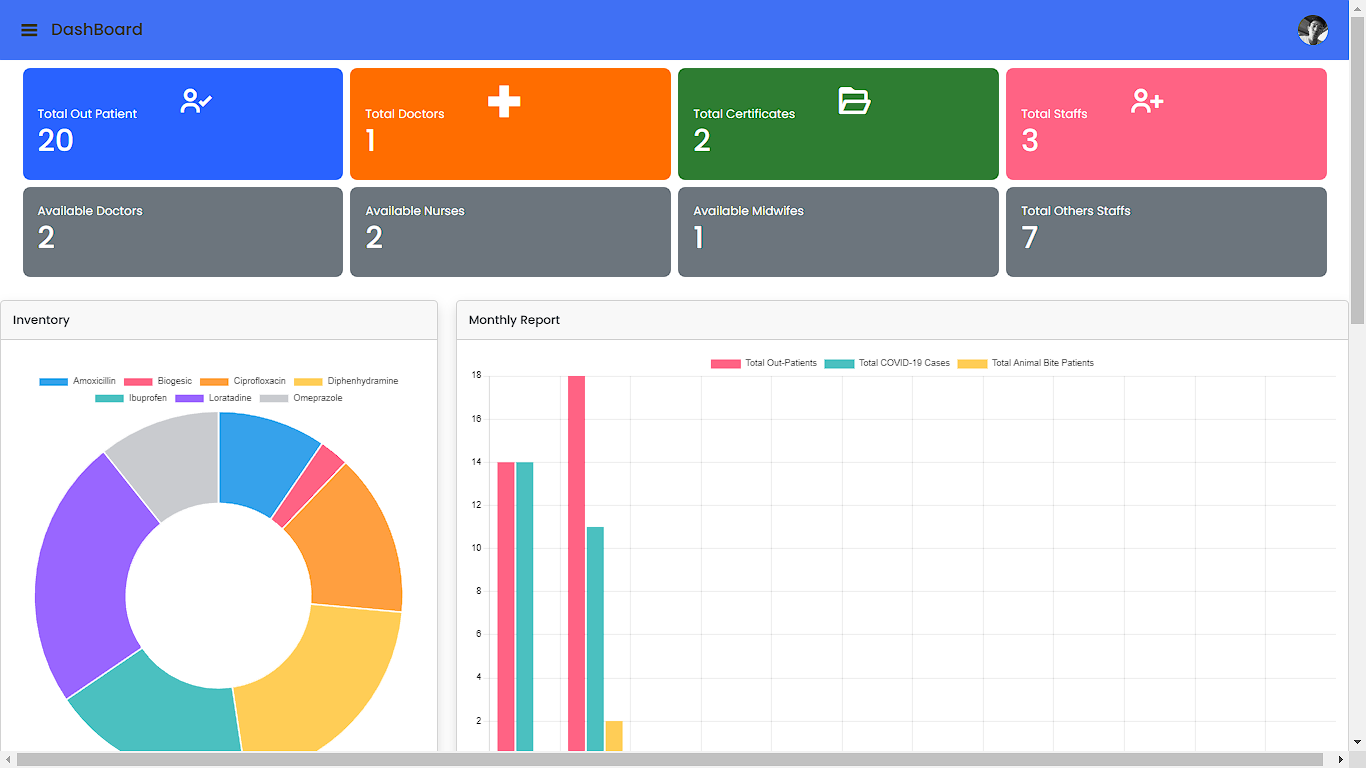 DashBoard
Total Out Patient
20
Total Doctors
1
Total Certificates
2
Total Staffs
3
Available Doctors
2
Available Nurses
2
Available Midwifes
1
Total Others Staffs
7
Inventory
Amoxicillin Biogesic Ciprofloxacin Diphenhydramine
Ibuprofen Loratadine Omeprazole
Monthly Report
Total Out-Patients Total COVID-19 Cases Total Animal Bite Patients
18
16
14
12
10
8
6
4
2